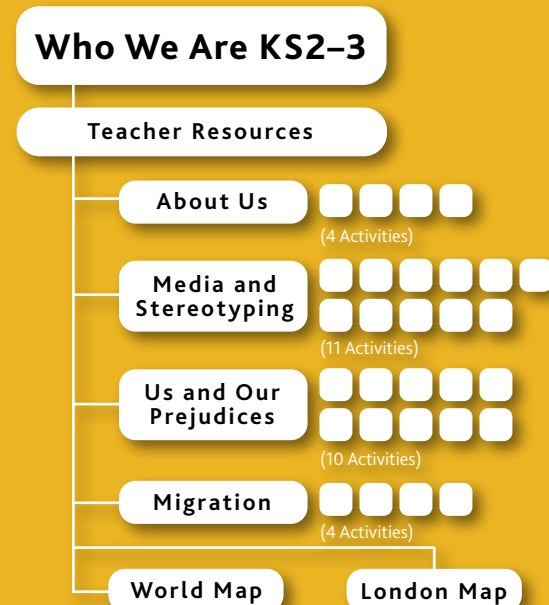 Who We Are KS2–3
Teacher Resources
About Us
(4 Activities)
Media and
Stereotyping
(11 Activities)
Us and Our
Prejudices
(10 Activities)
Migration
(4 Activities)
World Map
London Map